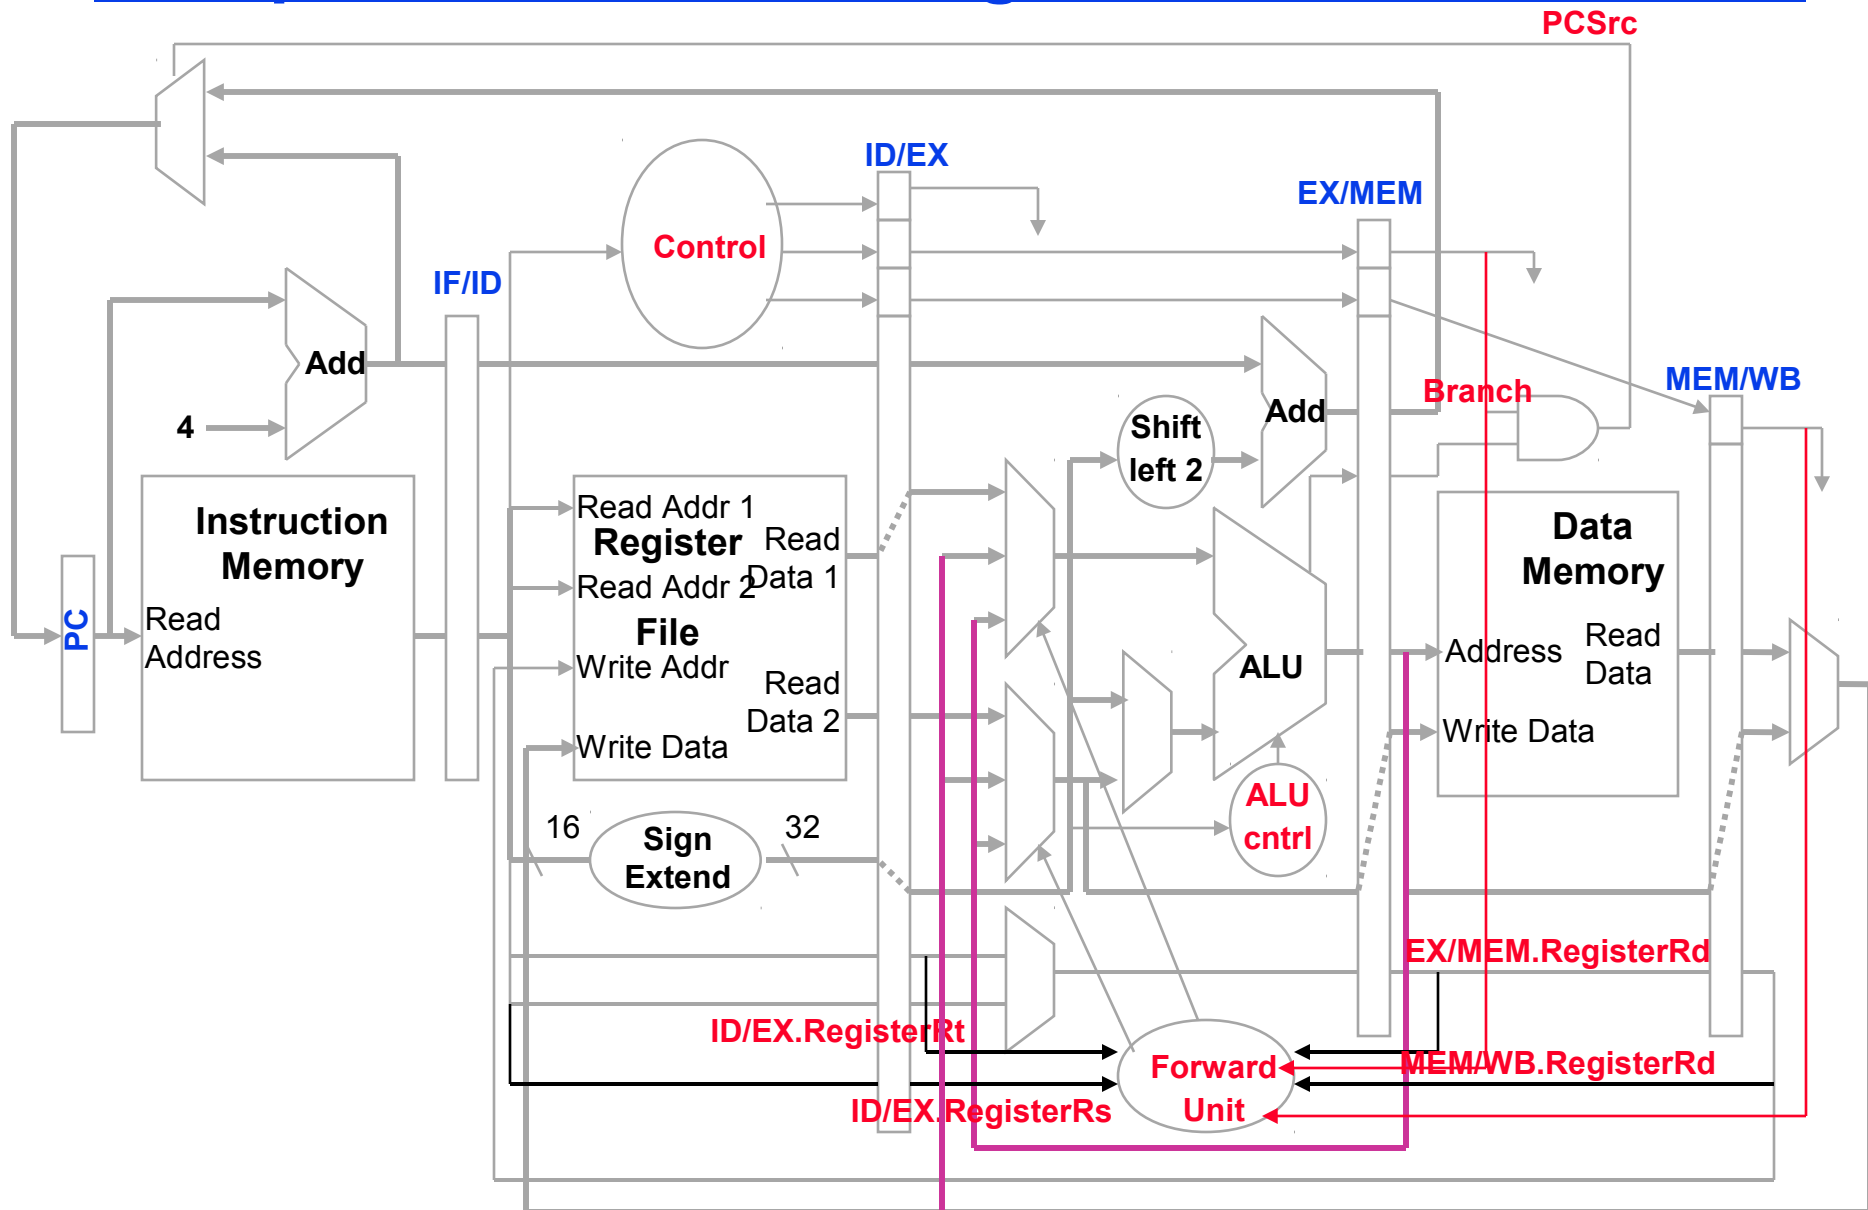 PCSrc
ID/EX
EX/MEM
Control
IF/ID
Add
MEM/WB
Branch
Add
4
Shift
left 2
Instruction
Memory
Read Addr 1
Register
Read
Data 1
Read Addr 2
File
Write Addr
Read
Data 2
Write Data
Data
Memory
PC
Read
Address
ALU
Address
Read
Data
Write Data
16
Sign
Extend
32
ALU
cntrl
EX/MEM.RegisterRd
ID/EX.RegisterRt
Forward
Unit
MEM/WB.RegisterRd
ID/EX.RegisterRs